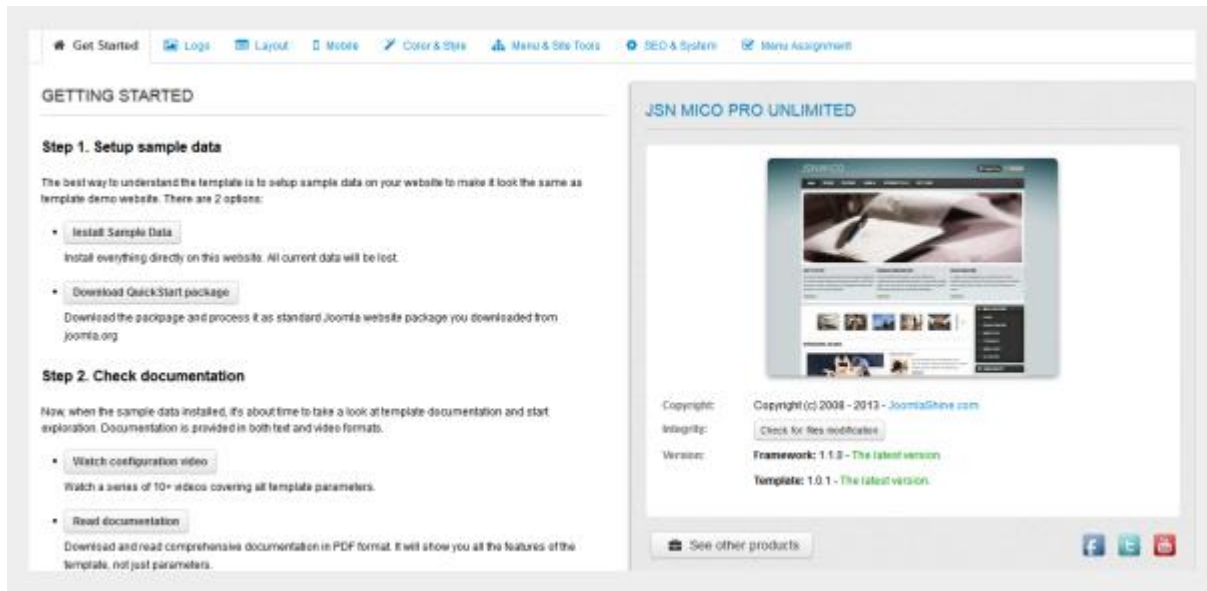 Get Started
Logo
Layout
Mobile
Color & Style
Menu & Site Tools
SEO & System
Menu Assignment
GETTING STARTED
Step 1. Setup sample data
The best way to understand the template is to setup sample data on your website to make it look the same as
template demo website. There are 2 options:
• Install Sample Data
Install everything directly on this website. All current data will be lost.
• Download QuickStart package
Download the packpage and process it as standard Joomla website package you downloaded from
joomla.org
Step 2. Check documentation
Now, when the sample data installed, it's about time to take a look at template documentation and start
exploration. Documentation is provided in both text and video formats.
• Watch configuration video
Watch a series of 10+ videos covering all template parameters.
• Read documentation
Download and read comprehensive documentation in PDF format. It will show you all the features of the
template, not just parameters.
JSN MICO PRO UNLIMITED
JSN MICO
Copyright: Copyright (c) 2008 - 2013 - JoomlaShine.com
Integrity: Check for files modification
Version: Framework: 1.1.0 - The latest version.
Template: 1.0.1 - The latest version.
See other products